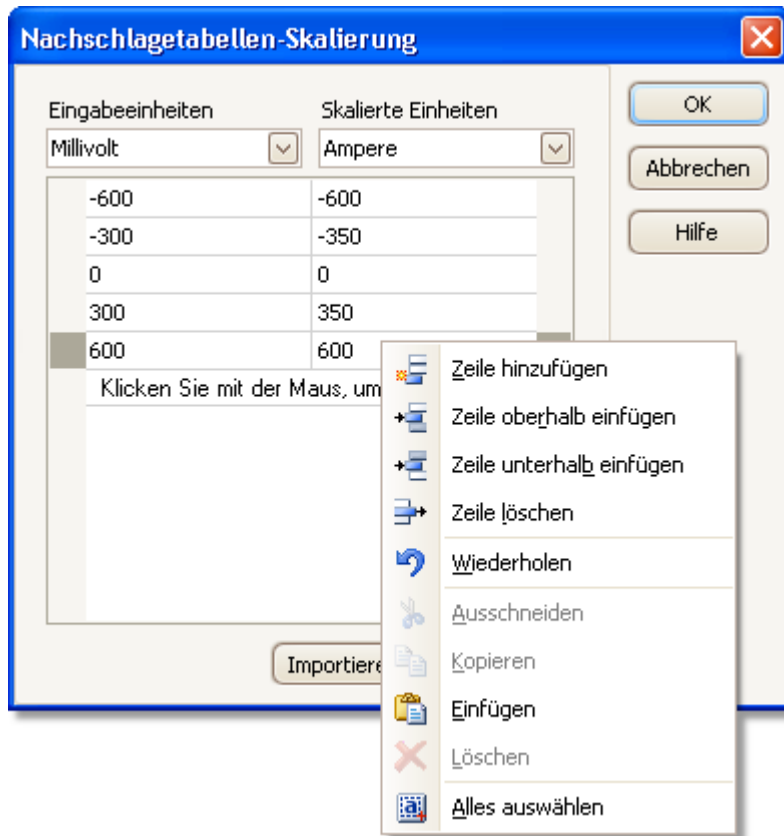 Nachschlagetabellen-Skalierung
Eingabeeinheiten Skalierte Einheiten
Millivolt Ampere
-600 -600
-300 -350
0 0
300 350
600 600
Klicken Sie mit der Maus, um
OK
Abbrechen
Hilfe
Zeile hinzufügen
Zeile oberhalb einfügen
Zeile unterhalb einfügen
Zeile löschen
Wiederholen
Ausschneiden
Kopieren
Einfügen
Löschen
Alles auswählen
Importiere